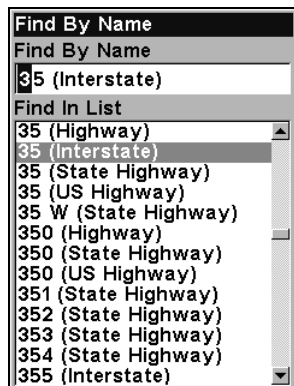 Find By Name
Find By Name
35 (Interstate)
Find In List
35 (Highway)
35 (Interstate)
35 (State Highway)
35 (US Highway)
35 W (State Highway)
350 (Highway)
350 (State Highway)
350 (US Highway)
351 (State Highway)
352 (State Highway)
353 (State Highway)
354 (State Highway)
355 (Interstate)